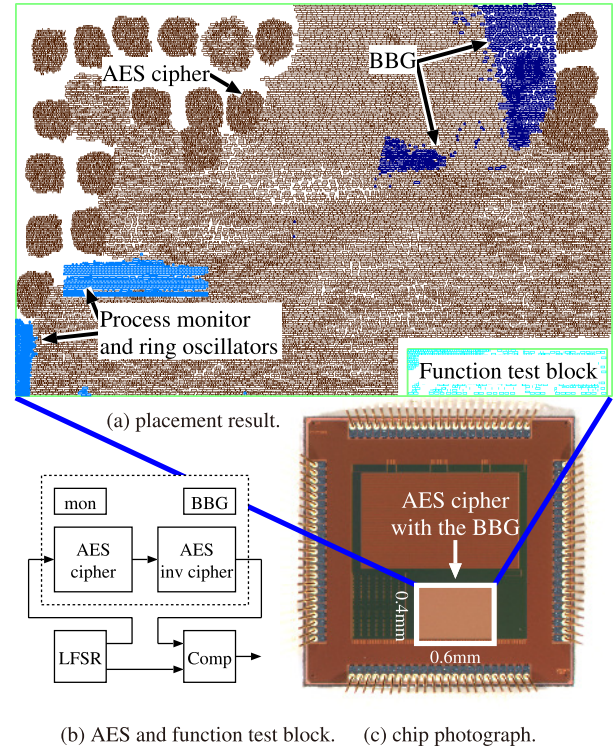 BBG
AES cipher
Process monitor
and ring oscillators
Function test block
(a) placement result.
mon
BBG
AES
cipher
AES
inv cipher
LFSR
Comp
AES cipher
with the BBG
0.4mm
0.6mm
(b) AES and function test block.
(c) chip photograph.